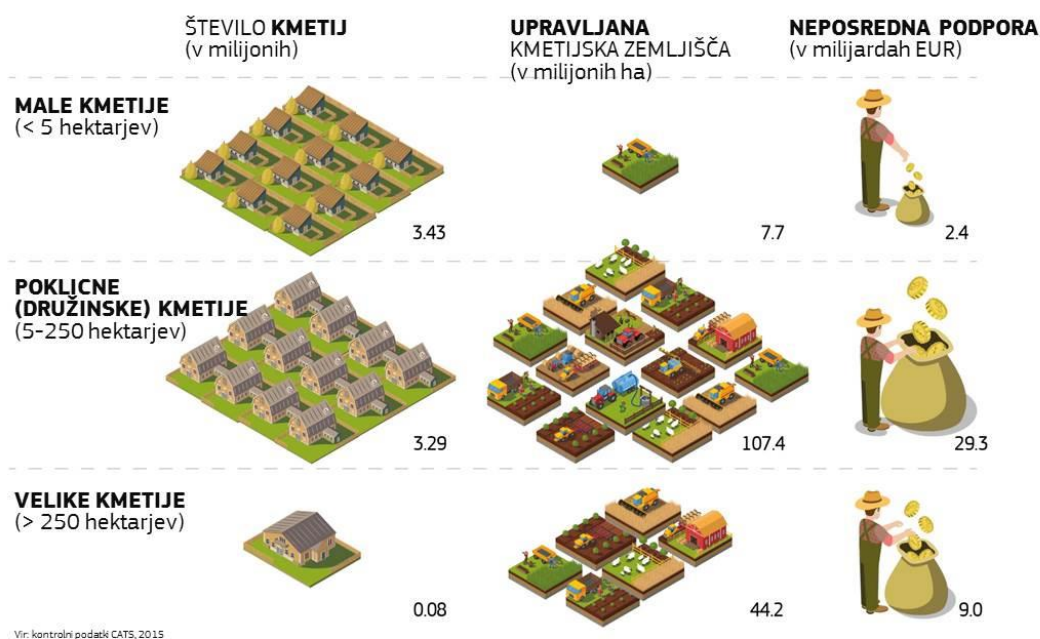 ŠTEVILO KMETIJ
(v milijonih)
UPRAVLJANA
KMETIJSKA ZEMLJIŠČA
(v milijonih ha)
NEPOSREDNA PODPORA
(v milijardah EUR)
MALE KMETIJE
(< 5 hektarjev)
3.43
7.7
2.4
POKLICNE
(DRUŽINSKE) KMETIJE
(5-250 hektarjev)
3.29
107.4
29.3
VELIKE KMETIJE
(> 250 hektarjev)
0.08
44.2
9.0
Vir: kontrolni podatki CATS, 2015